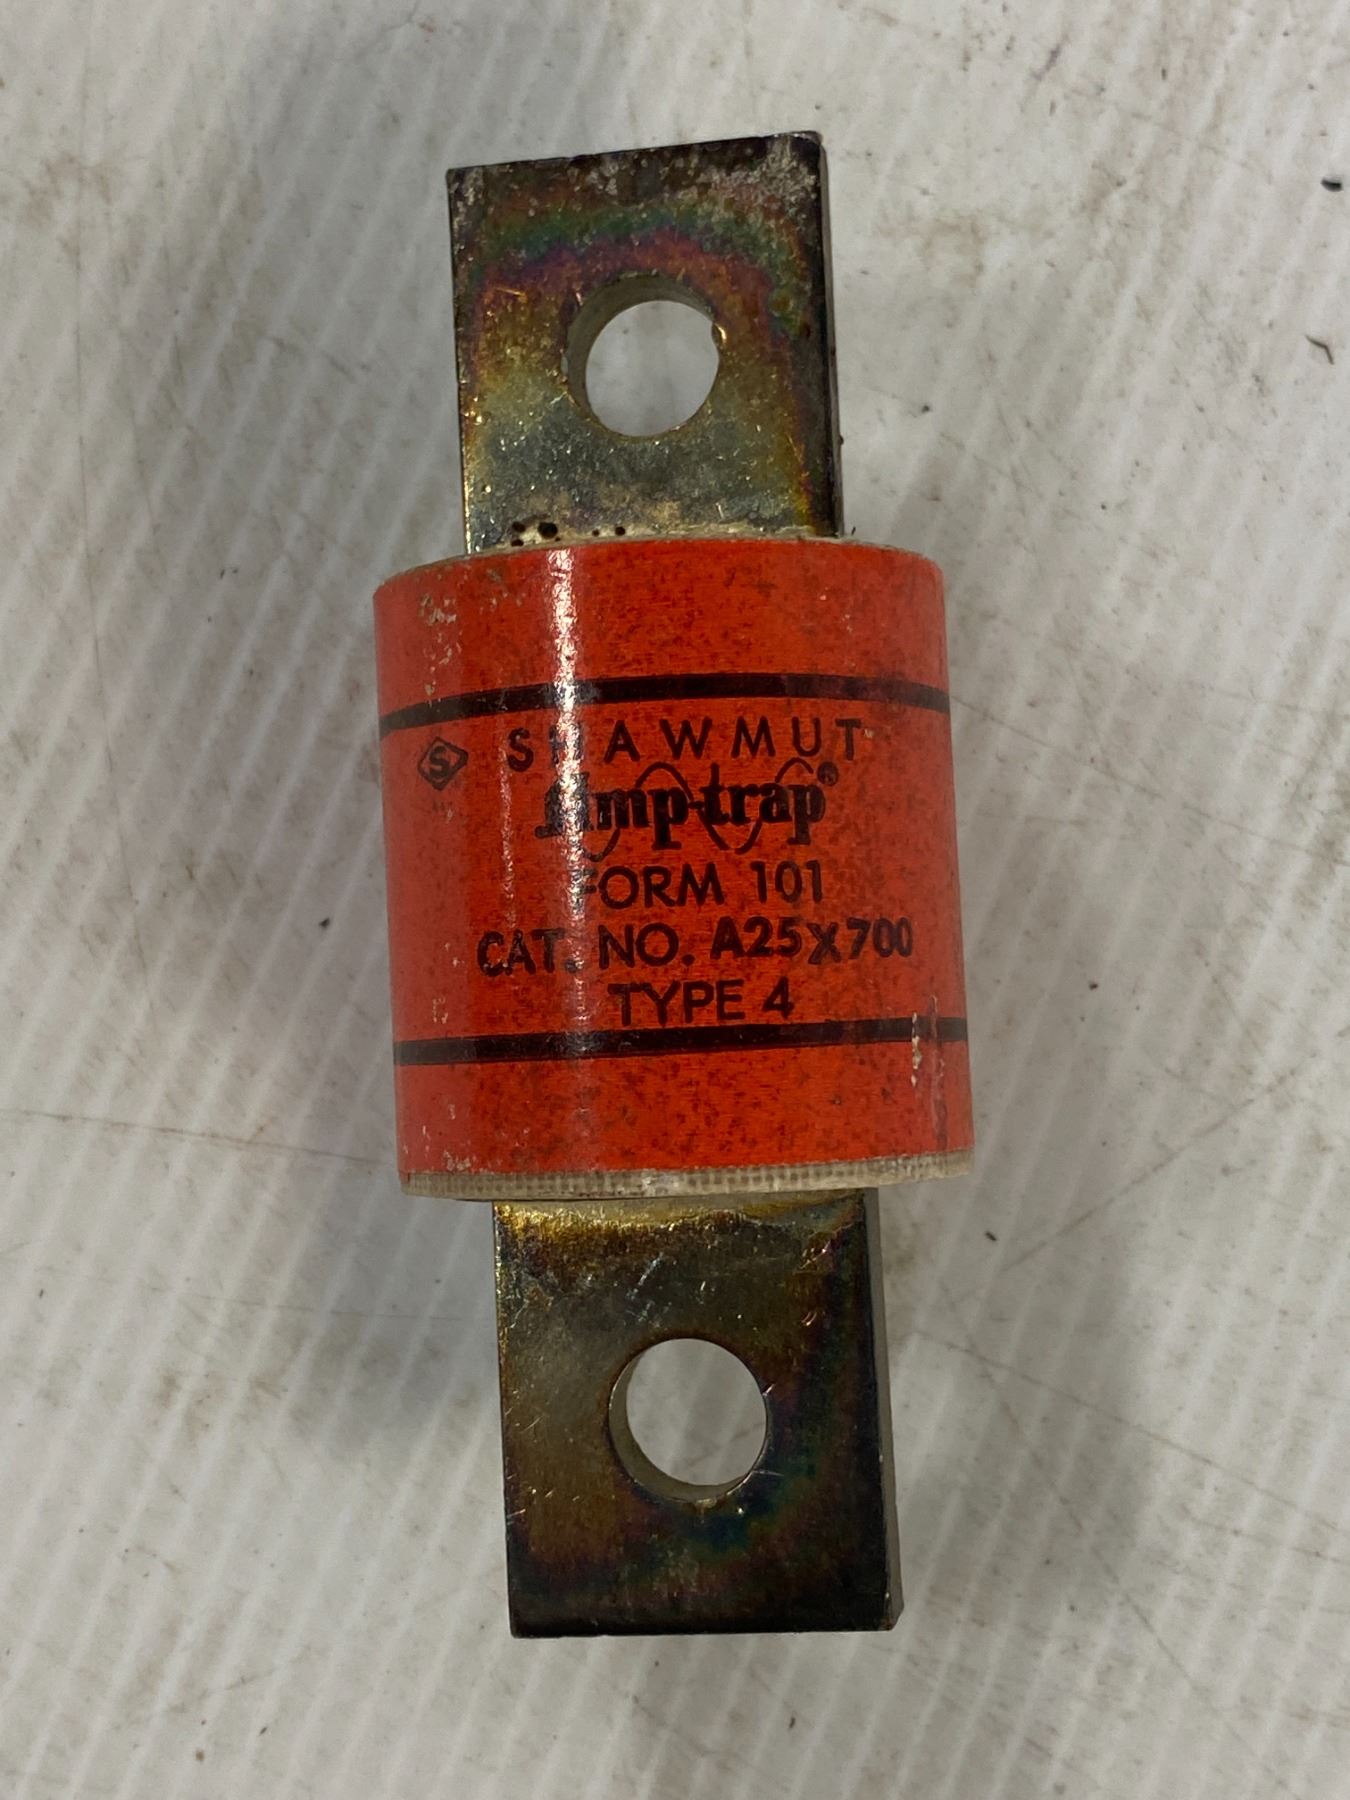 S SHAWMUT
Amp-trap®
FORM 101
CAT. NO. A25X700
TYPE 4